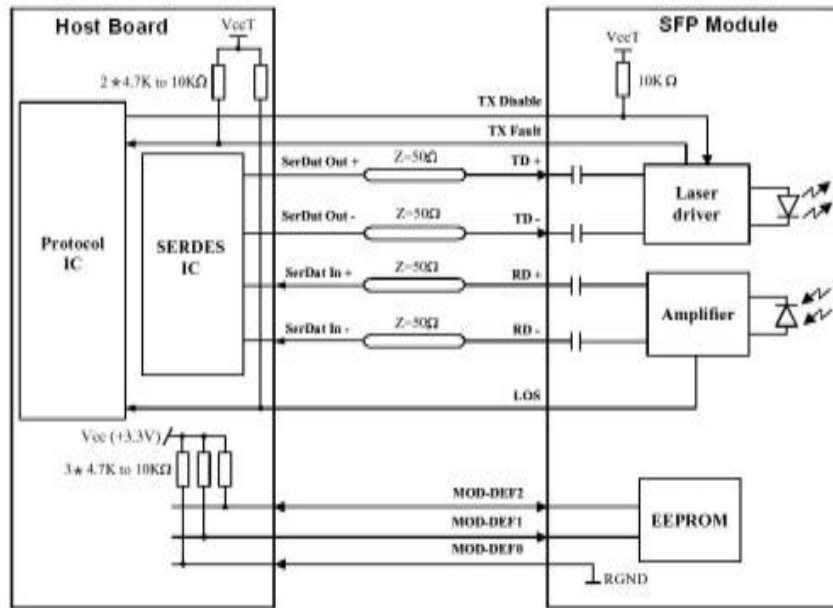 Host Board
SFP Module
VccT
VccT
2*4.7K to 10KΩ
10K Ω
TX Disable
TX Fault
SerDat Out +
Z=50Ω
TD +
SerDat Out -
Z=50Ω
TD -
Laser driver
Protocol IC
SERDES IC
SerDat In +
Z=50Ω
RD +
SerDat In -
Z=50Ω
RD -
Amplifier
LOS
Vcc (+3.3V)
3*4.7K to 10KΩ
MOD-DEF2
MOD-DEF1
MOD-DEF0
EEPROM
RGND